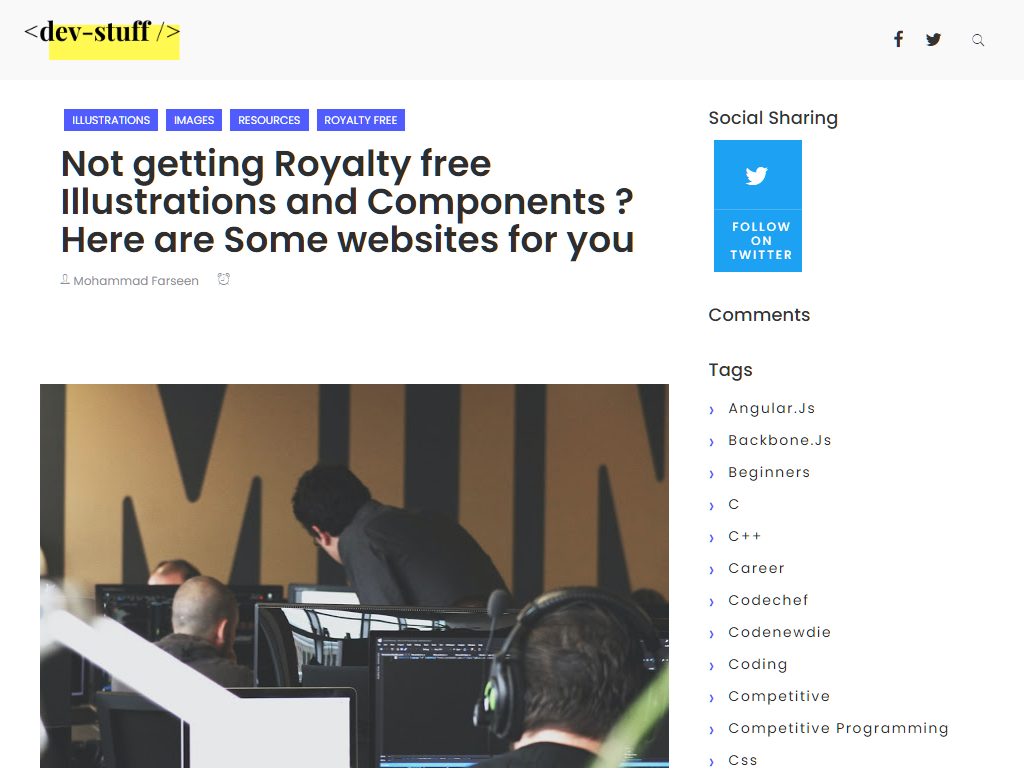 <dev-stuff />
ILLUSTRATIONS IMAGES RESOURCES ROYALTY FREE
Not getting Royalty free
Illustrations and Components ?
Here are Some websites for you
Mohammad Farseen
Social Sharing
FOLLOW
ON
TWITTER
Comments
Tags
Angular.Js
Backbone.Js
Beginners
C
C++
Career
Codechef
Codenewdie
Coding
Competitive
Competitive Programming
Css